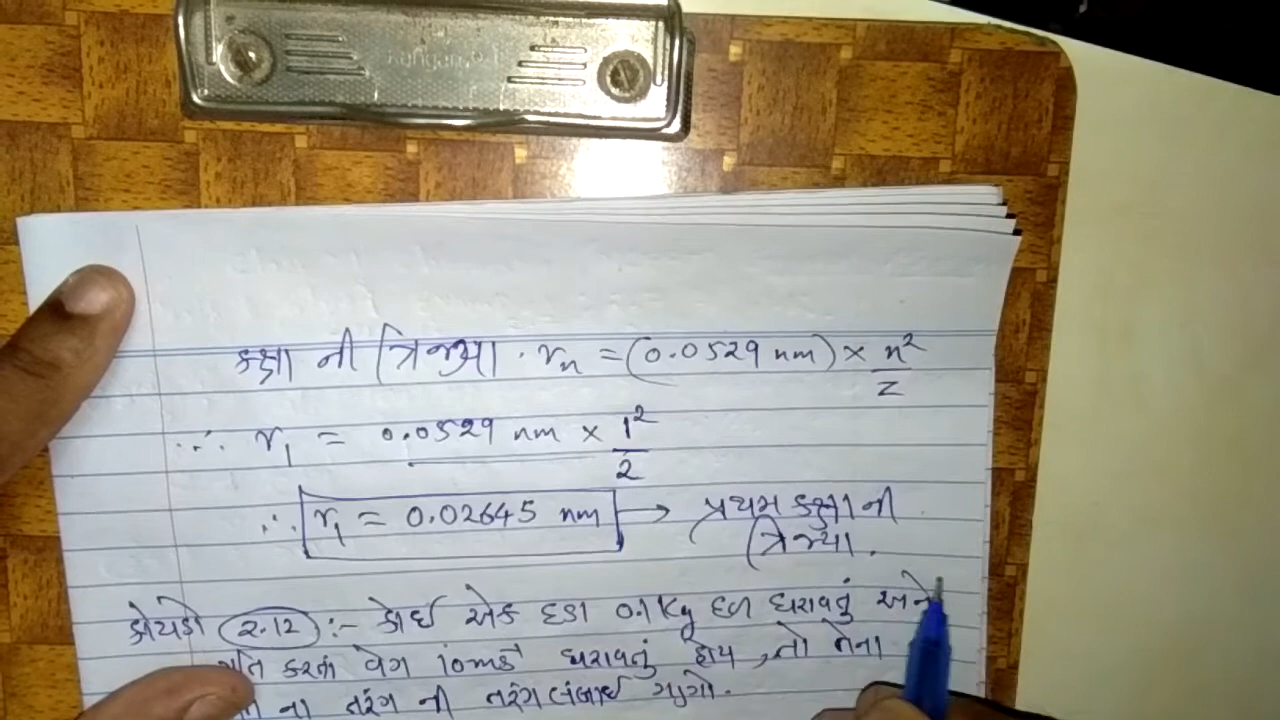 કક્ષા ની ત્રિજ્યા . rₙ = (0.0529 nm) × n²/Z
∴ r₁ = 0.0529 nm × 1²/2
∴ r₁ = 0.02645 nm → પ્રથમ કક્ષાની
ત્રિજ્યા.
કોયડો 2.12 :- કોઈ એક દડા 0.1 Kg દળ ધરાવતું અને
ગતિ કરતા વેગ 10ms⁻¹ ધરાવતું હોય, તો તેના
ના તરંગ ની તરંગલંબાઈ ગણો.